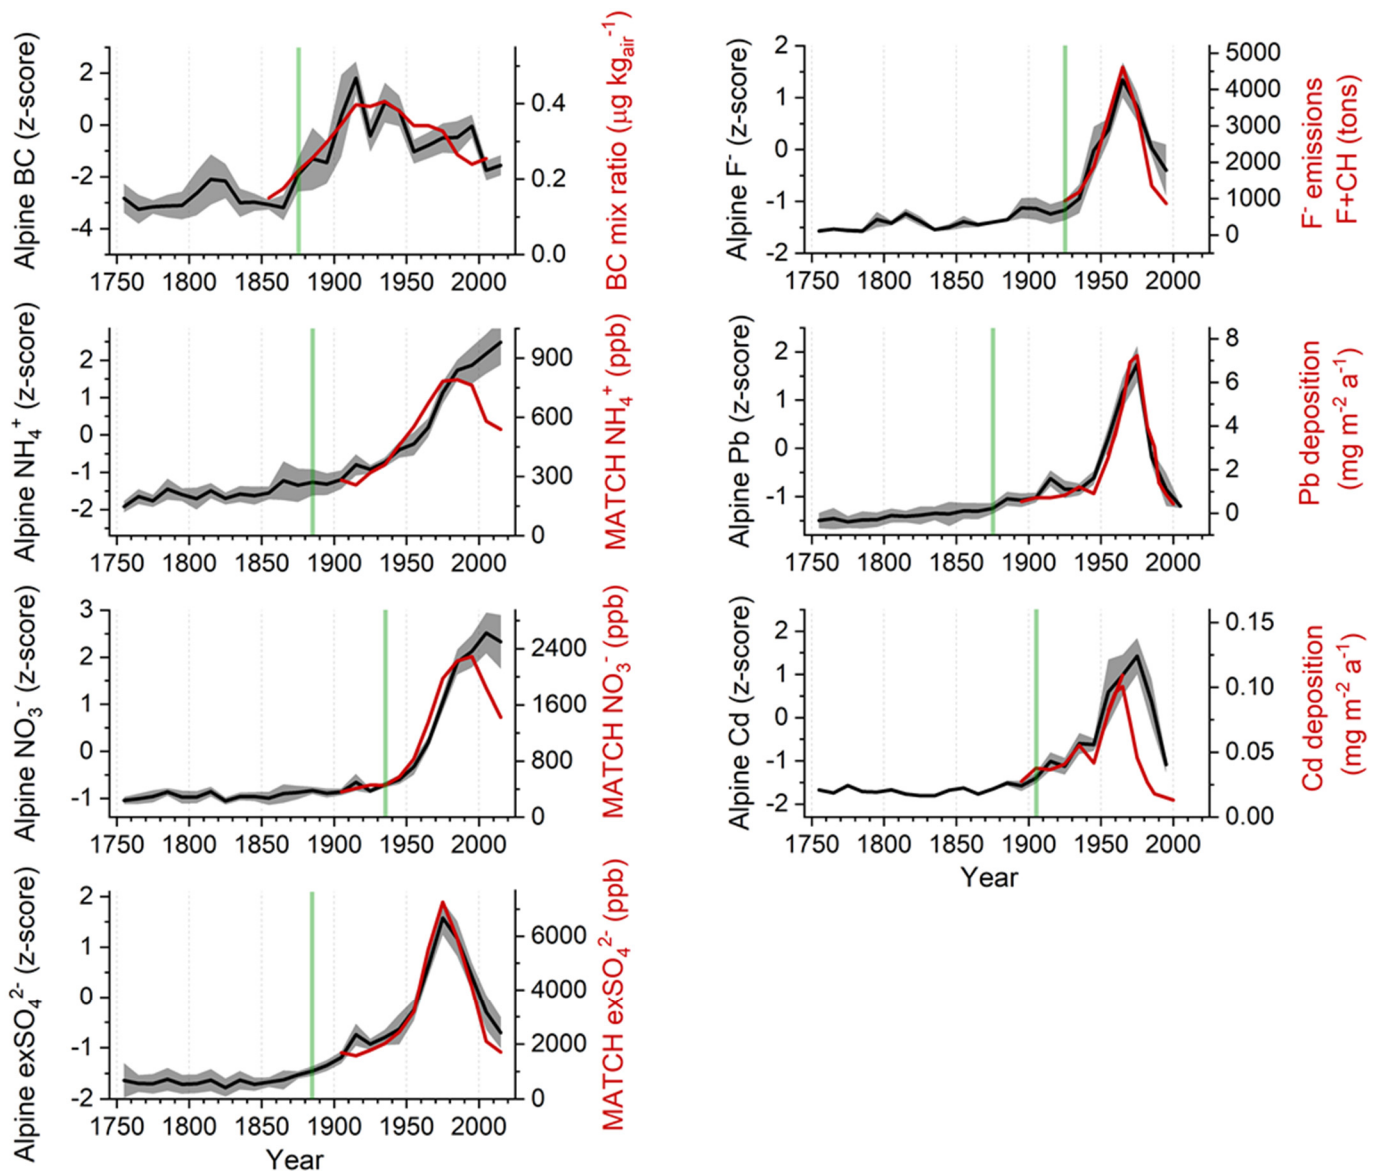 Alpine BC (z-score)
2
0
-2
-4
0.4
0.2
0.0
BC mix ratio (µg kg_air^-1)
1750 1800 1850 1900 1950 2000
Alpine F^- (z-score)
2
1
0
-1
-2
5000
4000
3000
2000
1000
0
F^- emissions
F+CH (tons)
1750 1800 1850 1900 1950 2000
Alpine NH4^+ (z-score)
2
1
0
-1
-2
900
600
300
0
MATCH NH4^+ (ppb)
1750 1800 1850 1900 1950 2000
Alpine Pb (z-score)
2
1
0
-1
8
6
4
2
0
Pb deposition
(mg m^-2 a^-1)
1750 1800 1850 1900 1950 2000
Alpine NO3^- (z-score)
3
2
1
0
-1
2400
1600
800
0
MATCH NO3^- (ppb)
1750 1800 1850 1900 1950 2000
Alpine Cd (z-score)
2
1
0
-1
-2
0.15
0.10
0.05
0.00
Cd deposition
(mg m^-2 a^-1)
1750 1800 1850 1900 1950 2000
Year
Alpine exSO4^2- (z-score)
2
1
0
-1
-2
6000
4000
2000
0
MATCH exSO4^2- (ppb)
1750 1800 1850 1900 1950 2000
Year